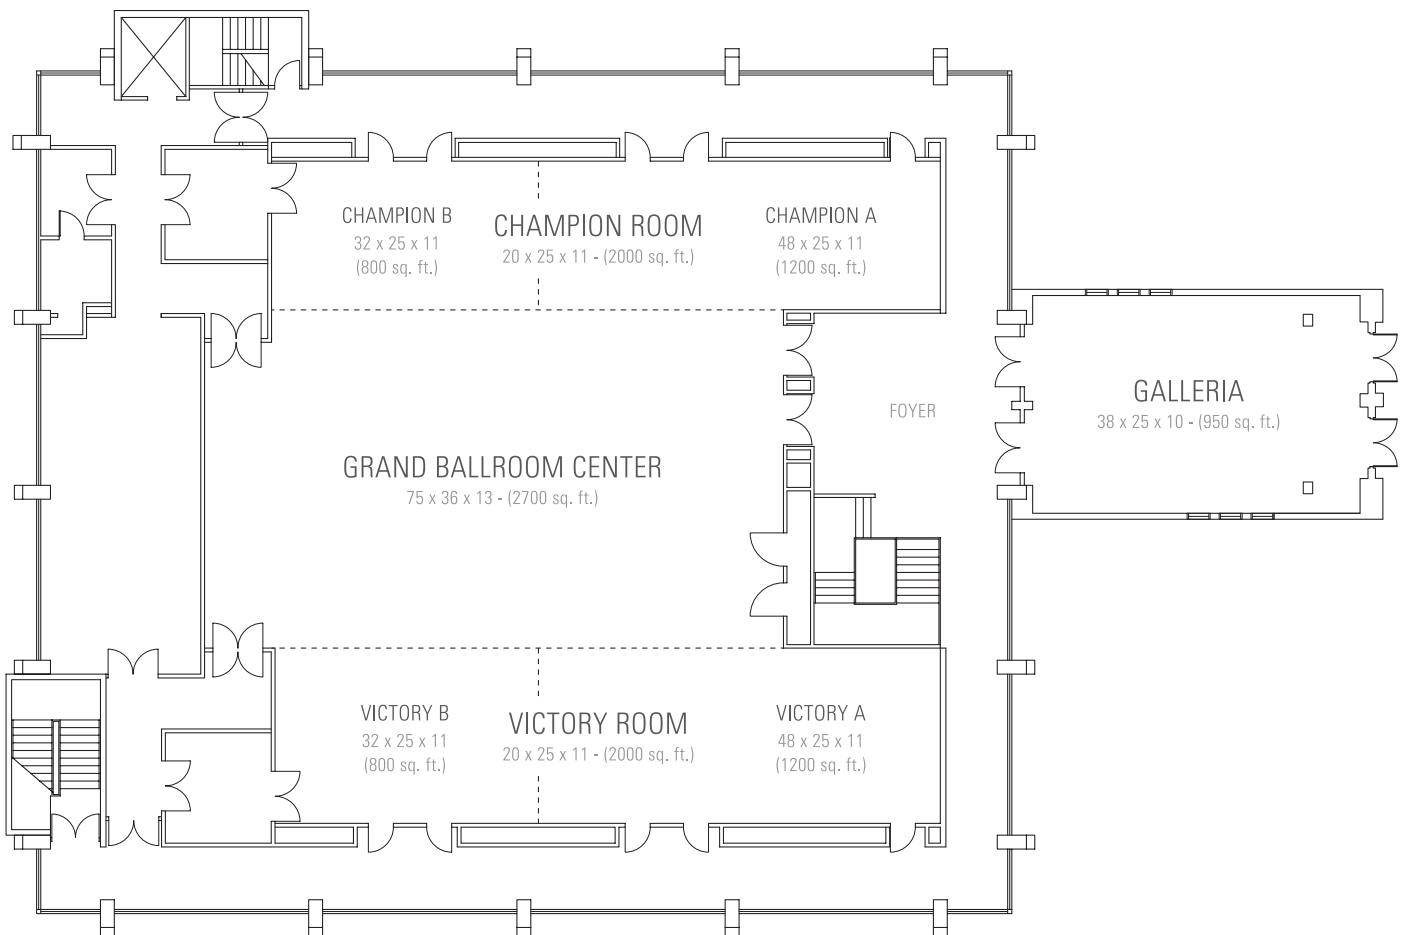 CHAMPION B
32 x 25 x 11
(800 sq. ft.)
CHAMPION ROOM
20 x 25 x 11 - (2000 sq. ft.)
CHAMPION A
48 x 25 x 11
(1200 sq. ft.)
GALLERIA
38 x 25 x 10 - (950 sq. ft.)
FOYER
GRAND BALLROOM CENTER
75 x 36 x 13 - (2700 sq. ft.)
VICTORY B
32 x 25 x 11
(800 sq. ft.)
VICTORY ROOM
20 x 25 x 11 - (2000 sq. ft.)
VICTORY A
48 x 25 x 11
(1200 sq. ft.)